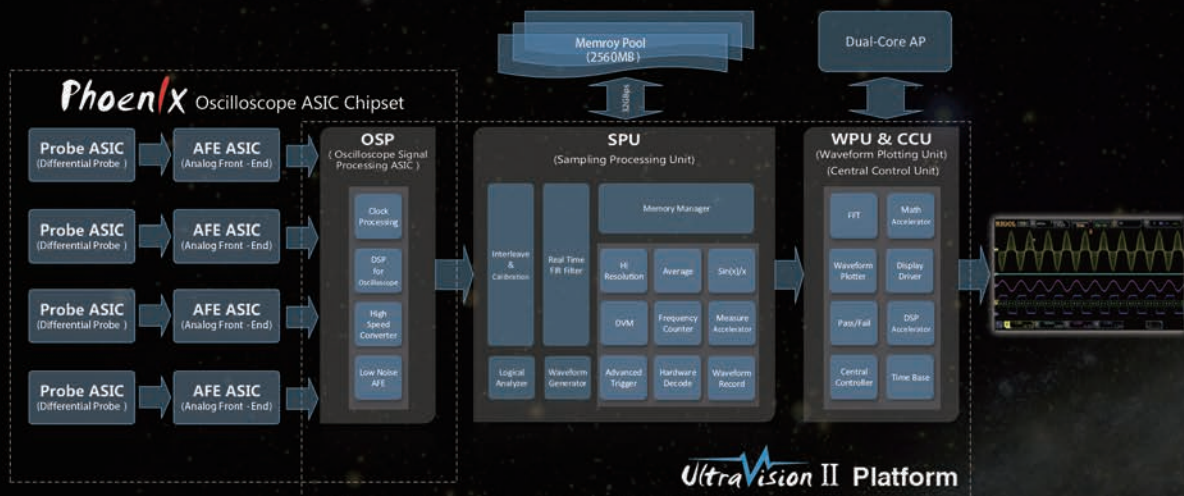 Memroy Pool
(2560MB)
Dual-Core AP
PhoenIx Oscilloscope ASIC Chipset
32GBps
Probe ASIC
(Differential Probe )
AFE ASIC
(Analog Front -End)
Probe ASIC
(Differential Probe )
AFE ASIC
(Analog Front -End)
Probe ASIC
(Differential Probe )
AFE ASIC
(Analog Front -End)
Probe ASIC
(Differential Probe )
AFE ASIC
(Analog Front -End)
OSP
( Oscilloscope Signal
Processing ASIC )
Clock
Processing
DSP
for
Oscilloscope
High
Speed
Converter
Low Noise
AFE
SPU
(Sampling Processing Unit)
Interleave
&
Calibration
Real Time
FIR Filter
Memory Manager
Hi
Resolution
Average
Sin(x)/x
DVM
Frequency
Counter
Measure
Accelerator
Logical
Analyzer
Waveform
Generator
Advanced
Trigger
Hardware
Decode
Waveform
Record
WPU & CCU
(Waveform Plotting Unit)
(Central Control Unit)
FFT
Math
Accelerator
Waveform
Plotter
Display
Driver
Pass/Fail
DSP
Accelerator
Central
Controller
Time Base
RIGOL
UltraVision II Platform